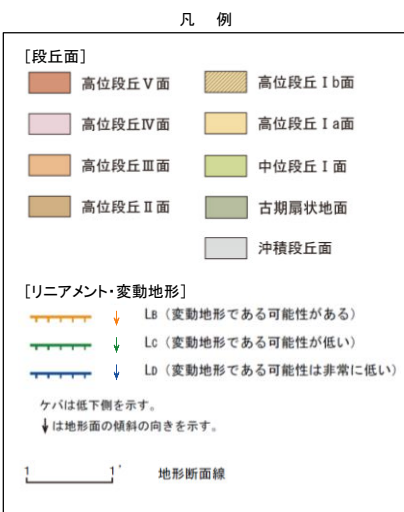 凡 例
[段丘面]
高位段丘Ⅴ面
高位段丘Ⅳ面
高位段丘Ⅲ面
高位段丘Ⅱ面
高位段丘Ⅰb面
高位段丘Ⅰa面
中位段丘Ⅰ面
古期扇状地面
沖積段丘面
[リニアメント・変動地形]
LB (変動地形である可能性がある)
LC (変動地形である可能性が低い)
LD (変動地形である可能性は非常に低い)
ケバは低下側を示す。
↓は地形面の傾斜の向きを示す。
1 1' 地形断面線